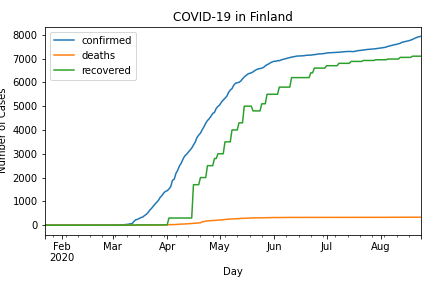 COVID-19 in Finland
confirmed
deaths
recovered
8000
7000
6000
5000
4000
3000
2000
1000
0
Number of Cases
Feb Mar Apr May Jun Jul Aug
2020
Day